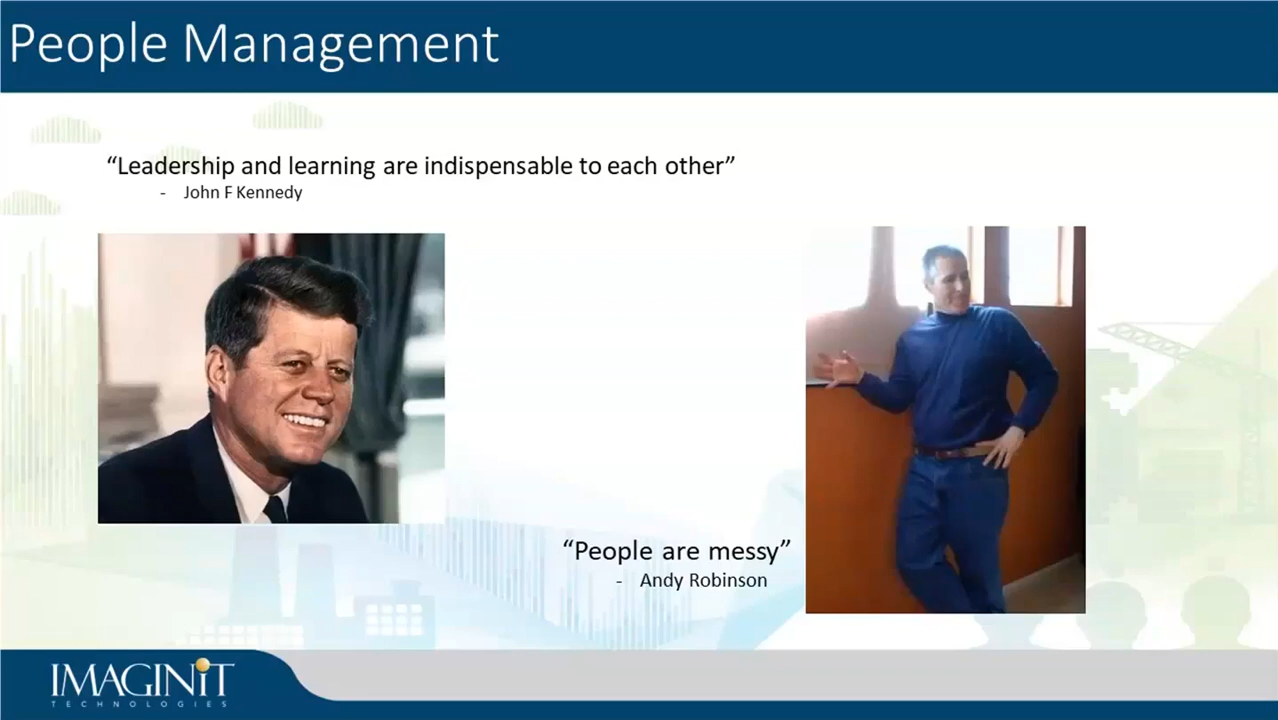 People Management
“Leadership and learning are indispensable to each other”
- John F Kennedy
“People are messy”
- Andy Robinson
IMAGINiT
TECHNOLOGIES